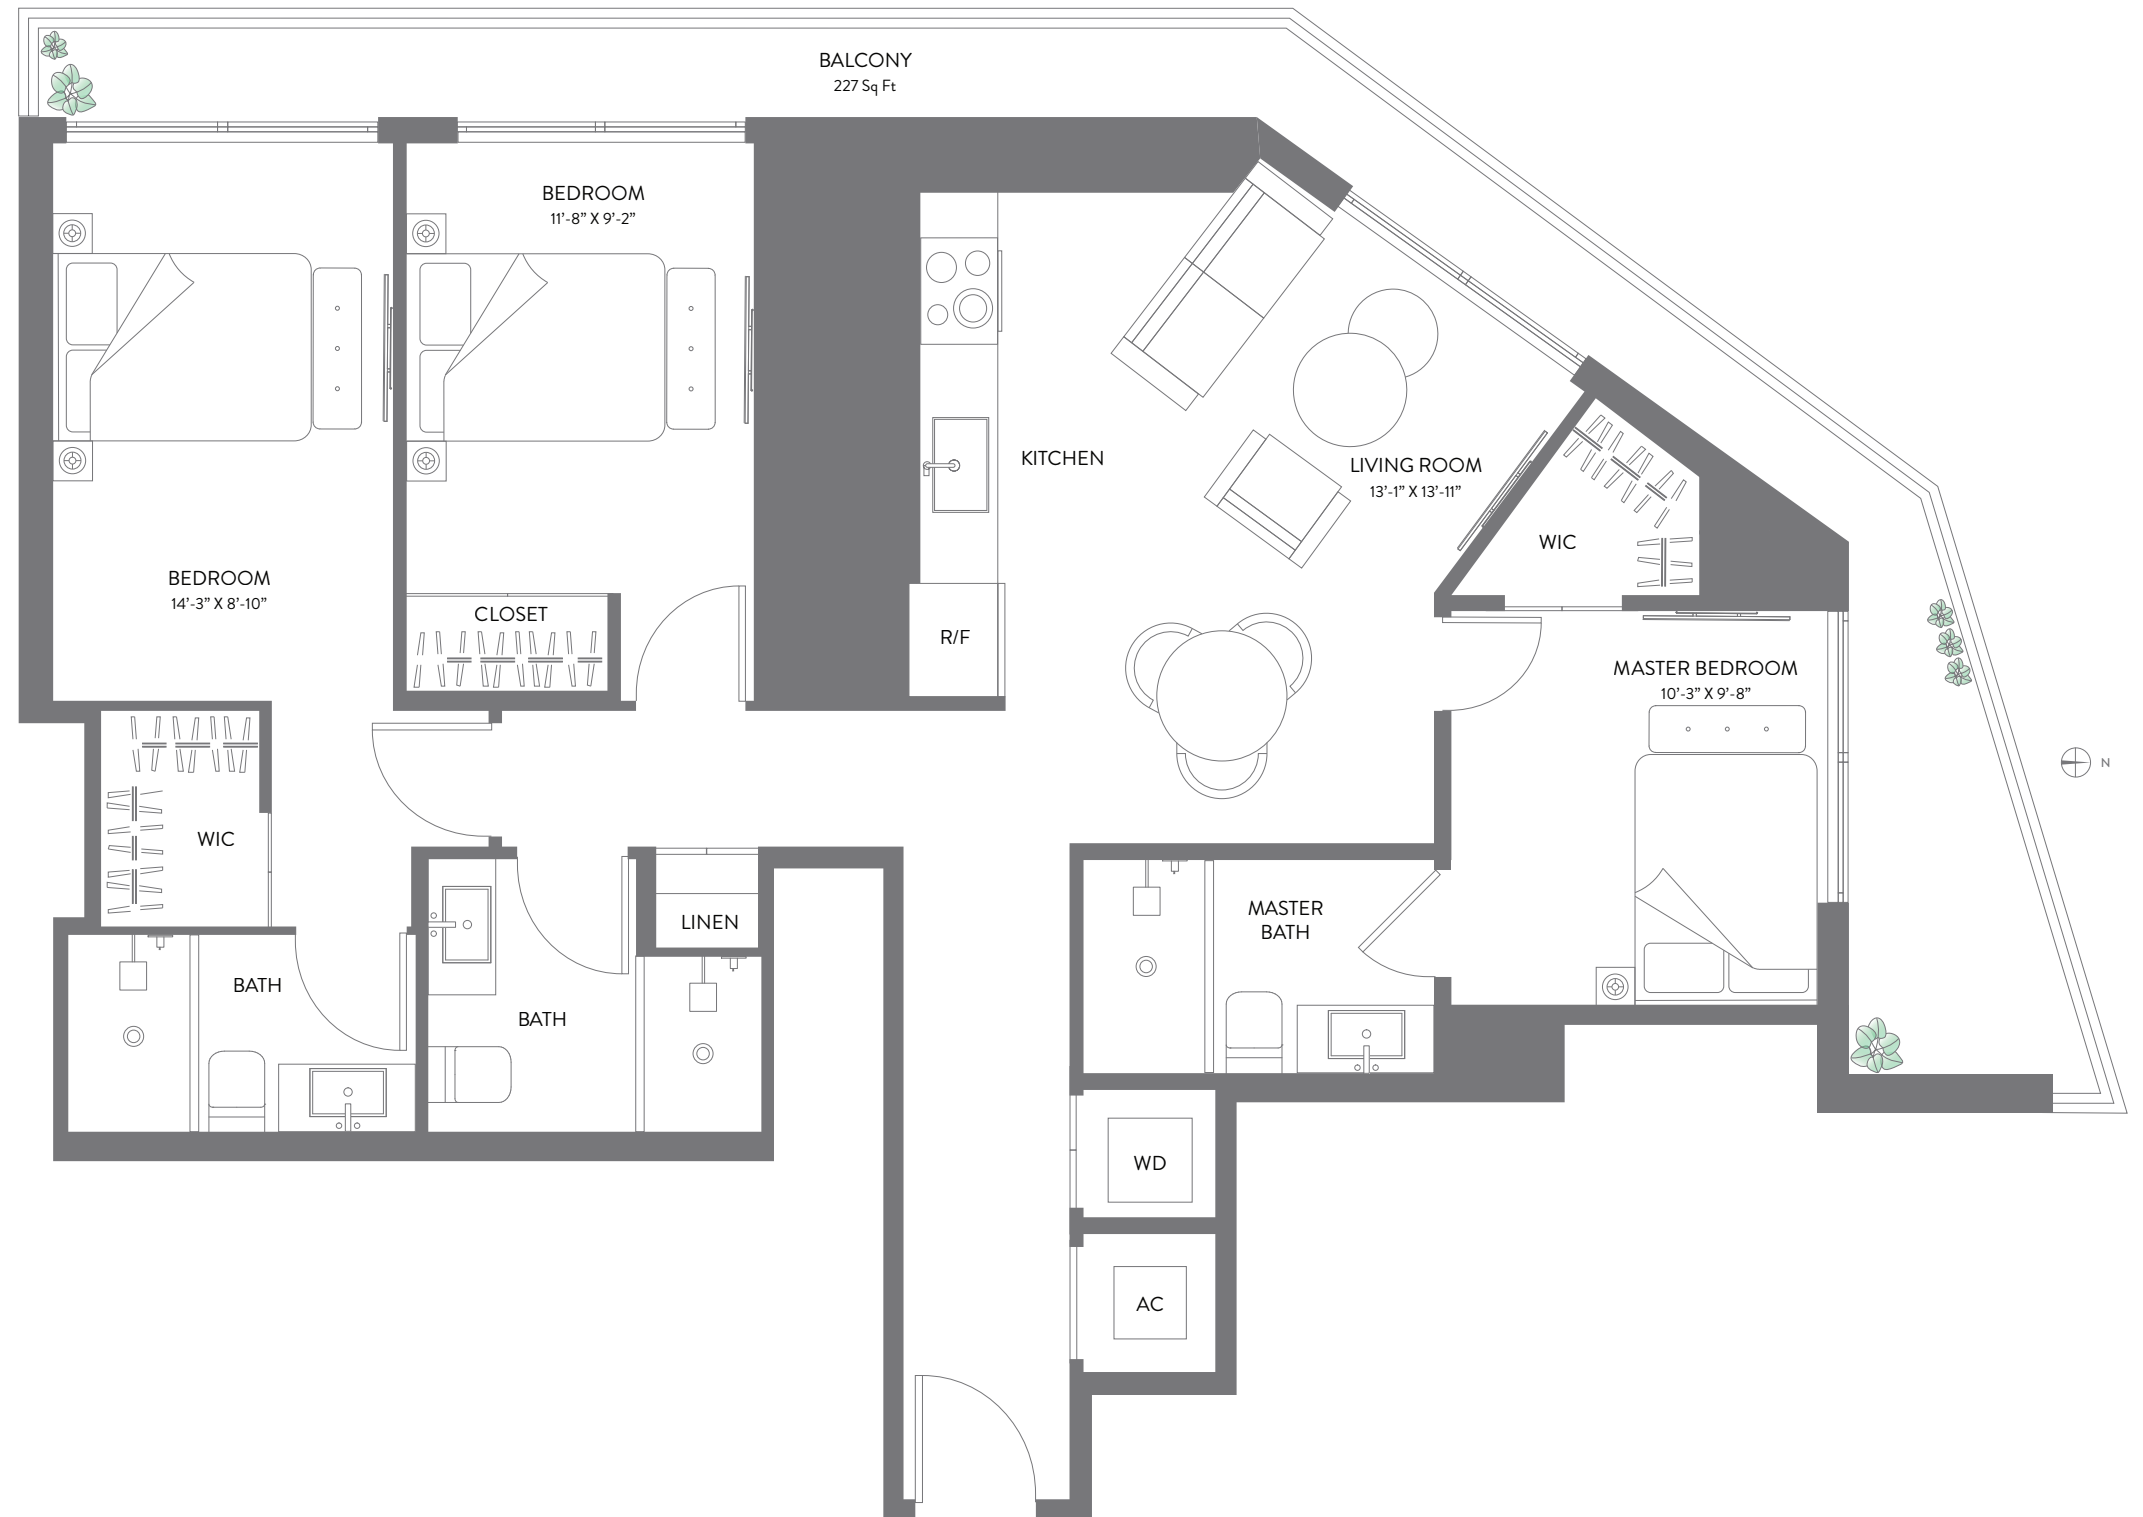 BALCONY
227 Sq Ft
BEDROOM
11’-8” X 9’-2”
KITCHEN
LIVING ROOM
13’-1” X 13’-11”
WIC
BEDROOM
14’-3” X 8’-10”
CLOSET
R/F
MASTER BEDROOM
10’-3” X 9’-8”
N
WIC
LINEN
MASTER
BATH
BATH
BATH
WD
AC